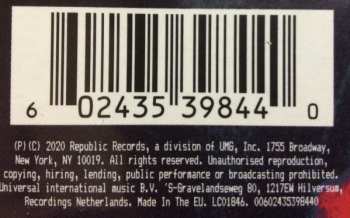 6 02435 39844 0
(P)(C) 2020 Republic Records, a division of UMG, Inc. 1755 Broadway,
New York, NY 10019. All rights reserved. Unauthorised reproduction,
copying, hiring, lending, public performance or broadcasting prohibited.
Universal international music B.V. 'S-Gravelandseweg 80, 1217EW Hilversum,
Recordings Netherlands. Made in The EU. LC01846. 00602435398440